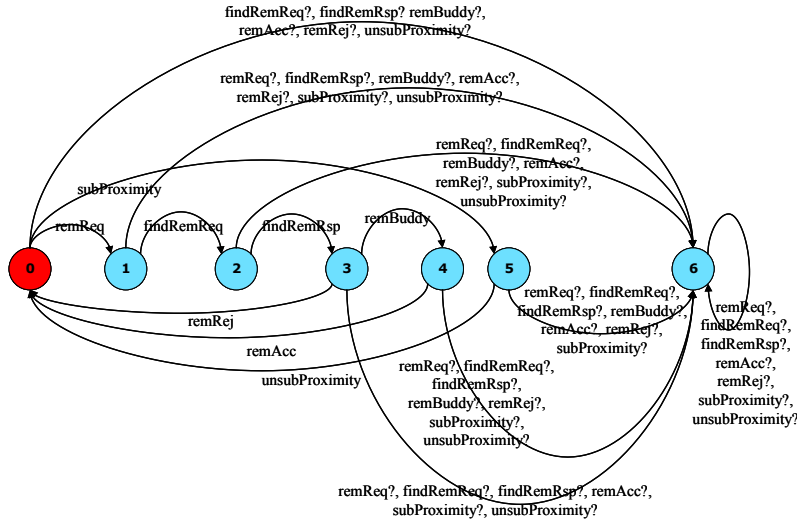 findRemReq?, findRemRsp? remBuddy?,
remAcc?, remRej?, unsubProximity?
remReq?, findRemRsp?, remBuddy?, remAcc?,
remRej?, subProximity?, unsubProximity?
remReq?, findRemReq?,
remBuddy?, remAcc?,
remRej?, subProximity?,
unsubProximity?
subProximity
remReq
findRemReq
findRemRsp
remBuddy
0
1
2
3
4
5
6
remReq?, findRemReq?,
findRemRsp?, remBuddy?,
remAcc?, remRej?,
subProximity?
remReq?,
findRemReq?,
findRemRsp?,
remAcc?,
remRej?,
subProximity?,
unsubProximity?
remRej
remAcc
unsubProximity
remReq?, findRemReq?,
findRemRsp?,
remBuddy?, remRej?,
subProximity?,
unsubProximity?
remReq?, findRemReq?, findRemRsp?, remAcc?,
subProximity?, unsubProximity?